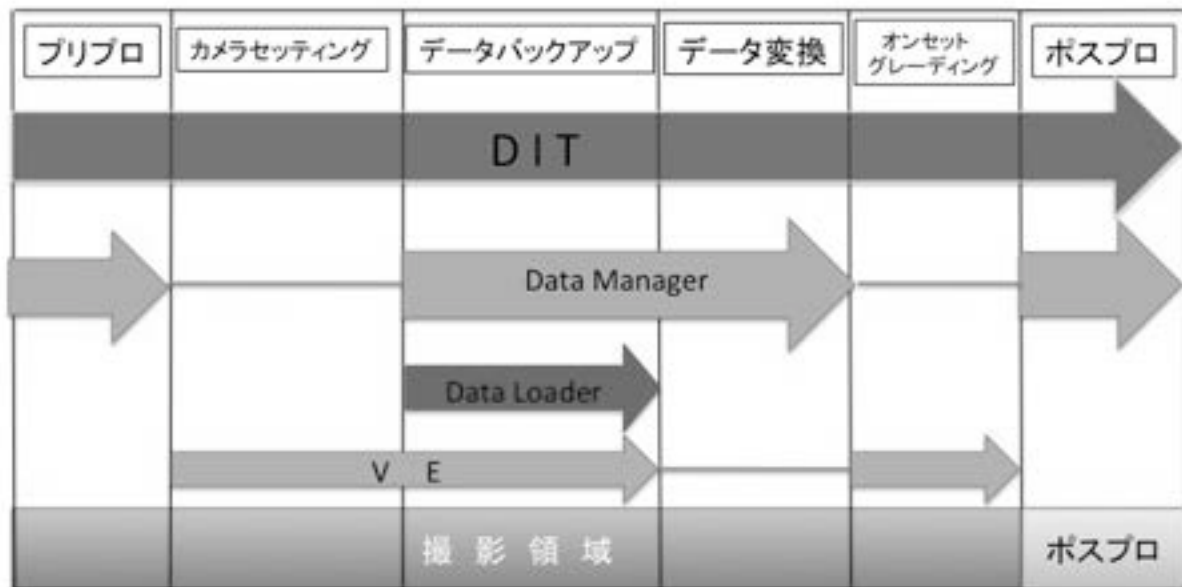 プリプロ
カメラセッティング
データバックアップ
データ変換
オンセット
グレーディング
ポスプロ
DIT
Data Manager
Data Loader
V E
撮影領域
ポスプロ